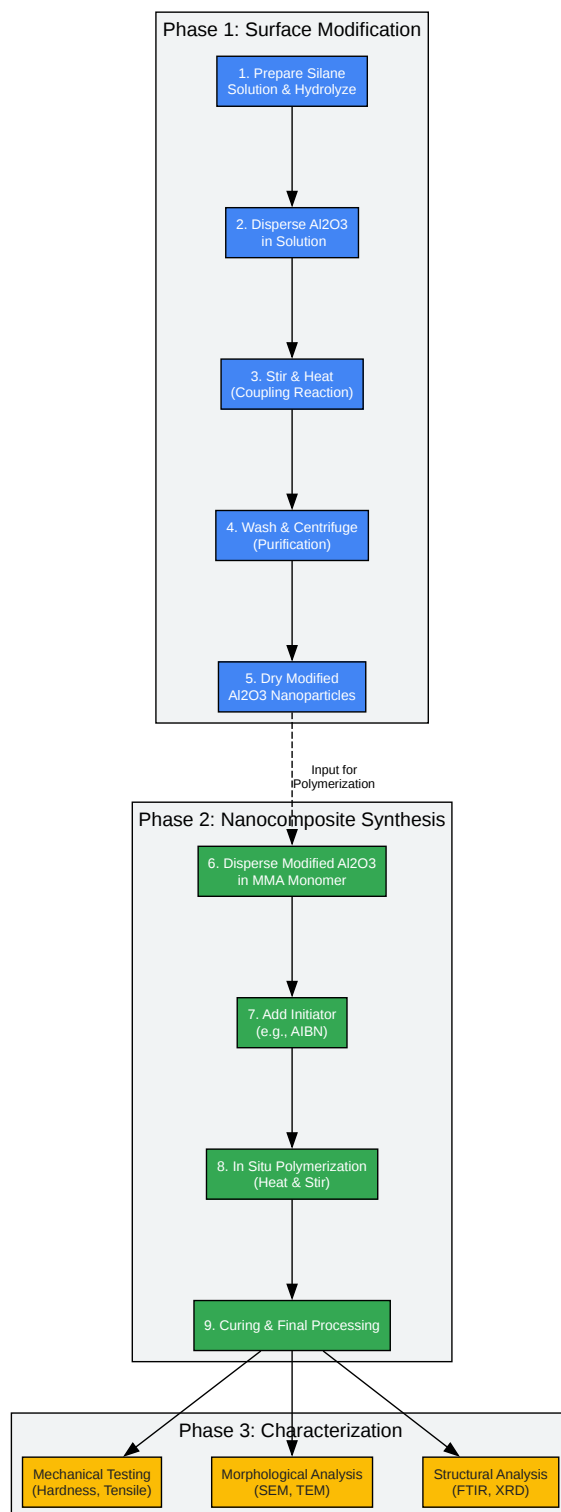 Phase 1: Surface Modification
1. Prepare Silane
Solution & Hydrolyze
2. Disperse Al2O3
in Solution
3. Stir & Heat
(Coupling Reaction)
4. Wash & Centrifuge
(Purification)
5. Dry Modified
Al2O3 Nanoparticles
Input for
Polymerization
Phase 2: Nanocomposite Synthesis
6. Disperse Modified Al2O3
in MMA Monomer
7. Add Initiator
(e.g., AIBN)
8. In Situ Polymerization
(Heat & Stir)
9. Curing & Final Processing
Phase 3: Characterization
Mechanical Testing
(Hardness, Tensile)
Morphological Analysis
(SEM, TEM)
Structural Analysis
(FTIR, XRD)